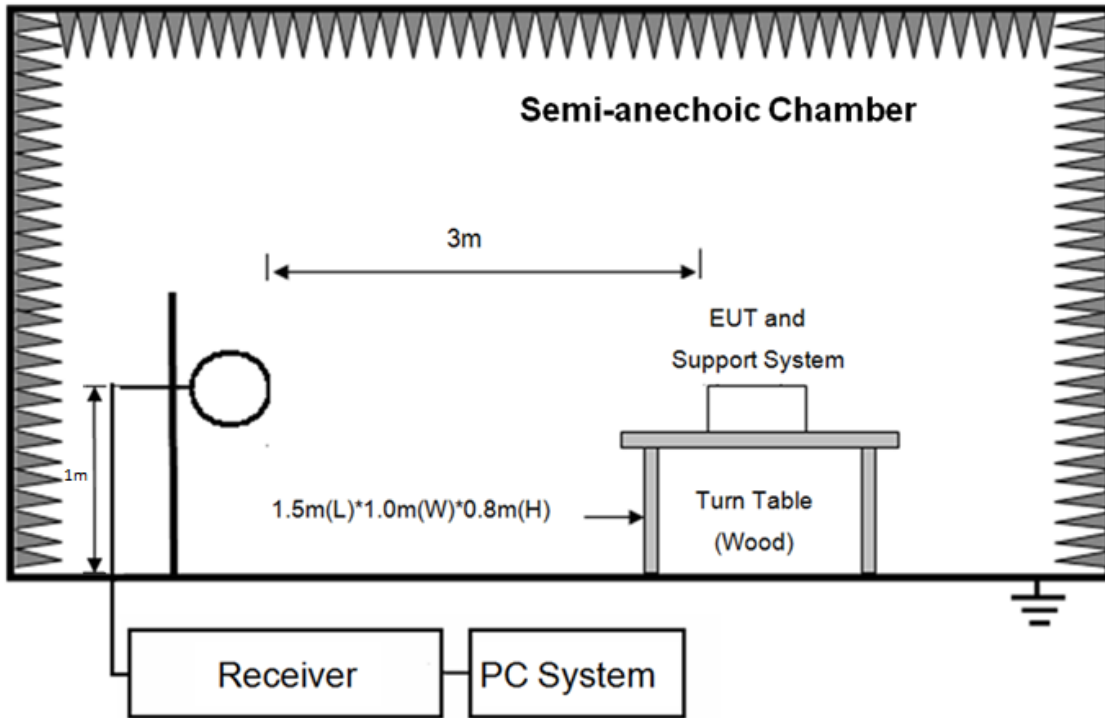 Semi-anechoic Chamber
3m
EUT and
Support System
1m
1.5m(L)*1.0m(W)*0.8m(H)
Turn Table
(Wood)
Receiver
PC System